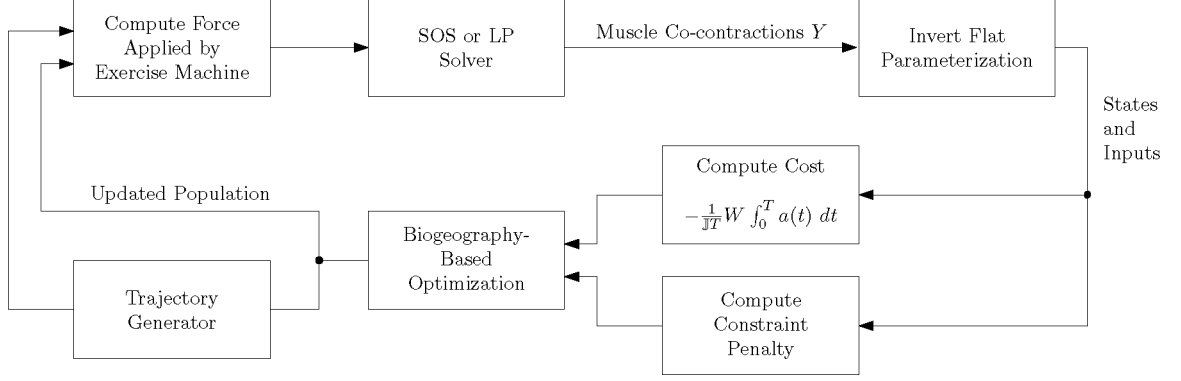 Compute Force
Applied by
Exercise Machine
SOS or LP
Solver
Muscle Co-contractions Y
Invert Flat
Parameterization
States
and
Inputs
Compute Cost
−1/𝕁T W ∫₀ᵀ a(t) dt
Updated Population
Biogeography-
Based
Optimization
Trajectory
Generator
Compute
Constraint
Penalty